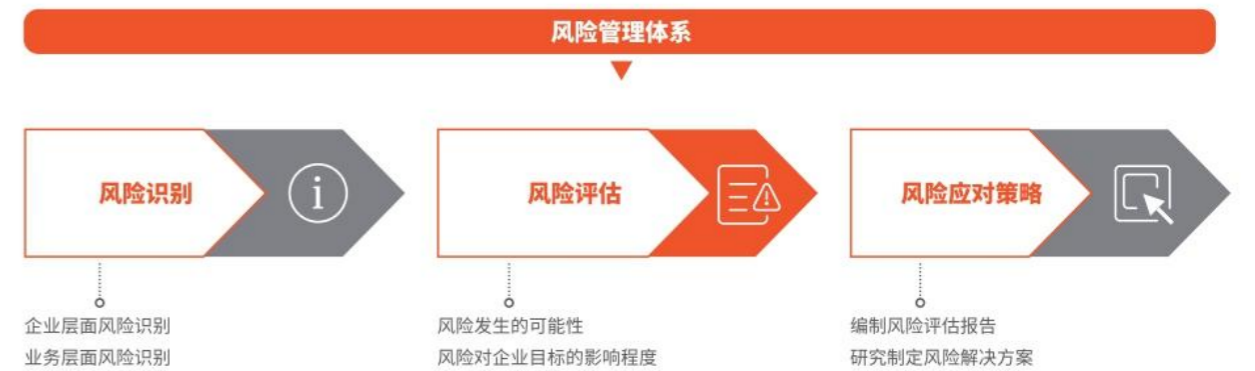 风险管理体系
风险识别
风险评估
风险应对策略
企业层面风险识别
业务层面风险识别
风险发生的可能性
风险对企业目标的影响程度
编制风险评估报告
研究制定风险解决方案